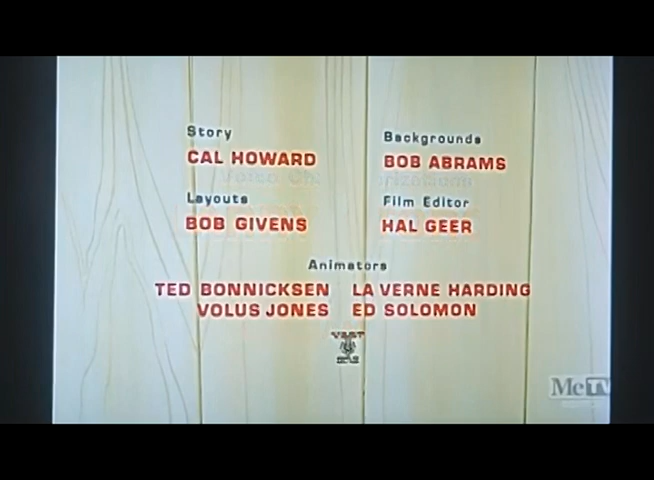 Story
CAL HOWARD
Backgrounds
BOB ABRAMS
Layouts
BOB GIVENS
Film Editor
HAL GEER
Animators
TED BONNICKSEN
LA VERNE HARDING
VOLUS JONES
ED SOLOMON
MeTV